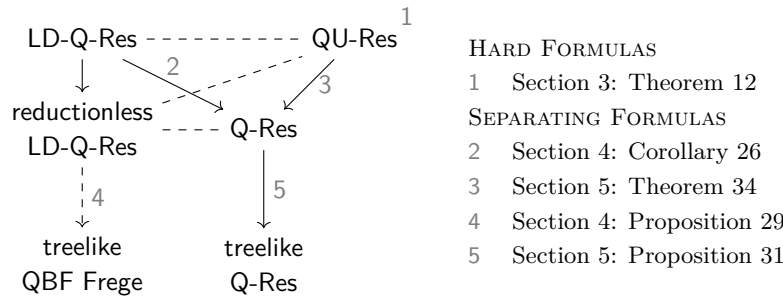 LD-Q-Res QU-Res 1
2
3
reductionless
LD-Q-Res Q-Res
4 5
treelike treelike
QBF Frege Q-Res
HARD FORMULAS
1 Section 3: Theorem 12
SEPARATING FORMULAS
2 Section 4: Corollary 26
3 Section 5: Theorem 34
4 Section 4: Proposition 29
5 Section 5: Proposition 31